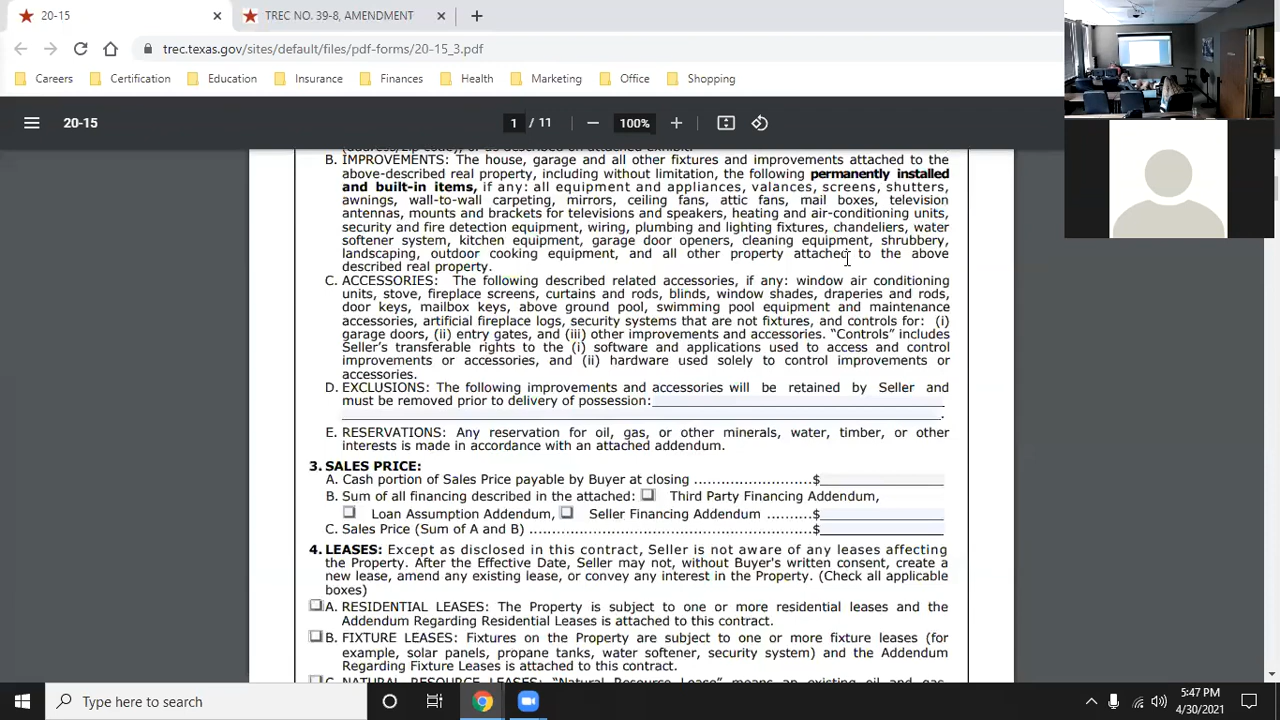 20-15
TREC NO. 39-8, AMENDMENT
trec.texas.gov/sites/default/files/pdf-forms/20-15_3.pdf
Careers Certification Education Insurance Finances Health Marketing Office Shopping
20-15 1 / 11 100%
B. IMPROVEMENTS: The house, garage and all other fixtures and improvements attached to the
above-described real property, including without limitation, the following permanently installed
and built-in items, if any: all equipment and appliances, valances, screens, shutters,
awnings, wall-to-wall carpeting, mirrors, ceiling fans, attic fans, mail boxes, television
antennas, mounts and brackets for televisions and speakers, heating and air-conditioning units,
security and fire detection equipment, wiring, plumbing and lighting fixtures, chandeliers, water
softener system, kitchen equipment, garage door openers, cleaning equipment, shrubbery,
landscaping, outdoor cooking equipment, and all other property attached to the above
described real property.
C. ACCESSORIES: The following described related accessories, if any: window air conditioning
units, stove, fireplace screens, curtains and rods, blinds, window shades, draperies and rods,
door keys, mailbox keys, above ground pool, swimming pool equipment and maintenance
accessories, artificial fireplace logs, security systems that are not fixtures, and controls for: (i)
garage doors, (ii) entry gates, and (iii) other improvements and accessories. “Controls” includes
Seller’s transferable rights to the (i) software and applications used to access and control
improvements or accessories, and (ii) hardware used solely to control improvements or
accessories.
D. EXCLUSIONS: The following improvements and accessories will be retained by Seller and
must be removed prior to delivery of possession:
.
E. RESERVATIONS: Any reservation for oil, gas, or other minerals, water, timber, or other
interests is made in accordance with an attached addendum.
3. SALES PRICE:
A. Cash portion of Sales Price payable by Buyer at closing ....................$
B. Sum of all financing described in the attached: Third Party Financing Addendum,
Loan Assumption Addendum, Seller Financing Addendum ..........$
C. Sales Price (Sum of A and B) ................................................$
4. LEASES: Except as disclosed in this contract, Seller is not aware of any leases affecting
the Property. After the Effective Date, Seller may not, without Buyer's written consent, create a
new lease, amend any existing lease, or convey any interest in the Property. (Check all applicable
boxes)
A. RESIDENTIAL LEASES: The Property is subject to one or more residential leases and the
Addendum Regarding Residential Leases is attached to this contract.
B. FIXTURE LEASES: Fixtures on the Property are subject to one or more fixture leases (for
example, solar panels, propane tanks, water softener, security system) and the Addendum
Regarding Fixture Leases is attached to this contract.
C. NATURAL RESOURCE LEASES: “Natural Resource Lease” means an existing oil and gas,
Type here to search
5:47 PM
4/30/2021